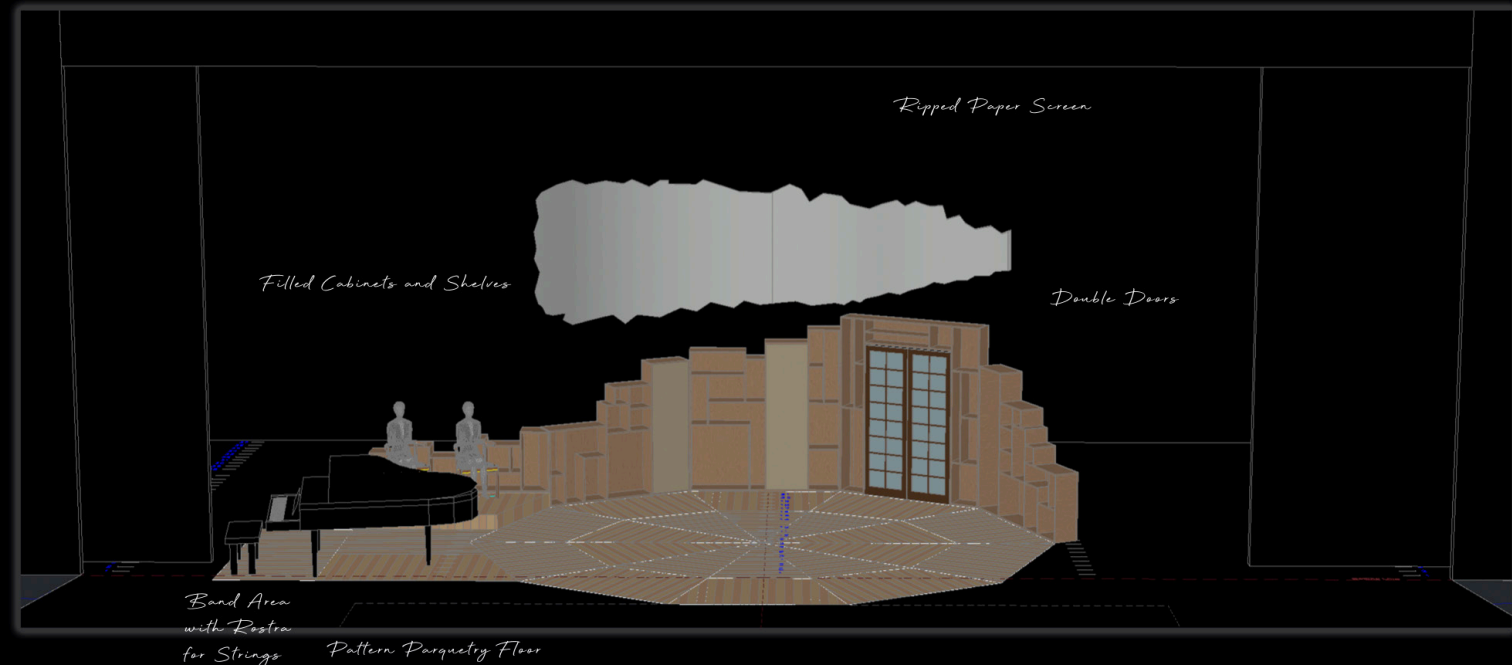 Ripped Paper Screen
Filled Cabinets and Shelves
Double Doors
Band Area
with Rostra
for Strings
Pattern Parquetry Floor